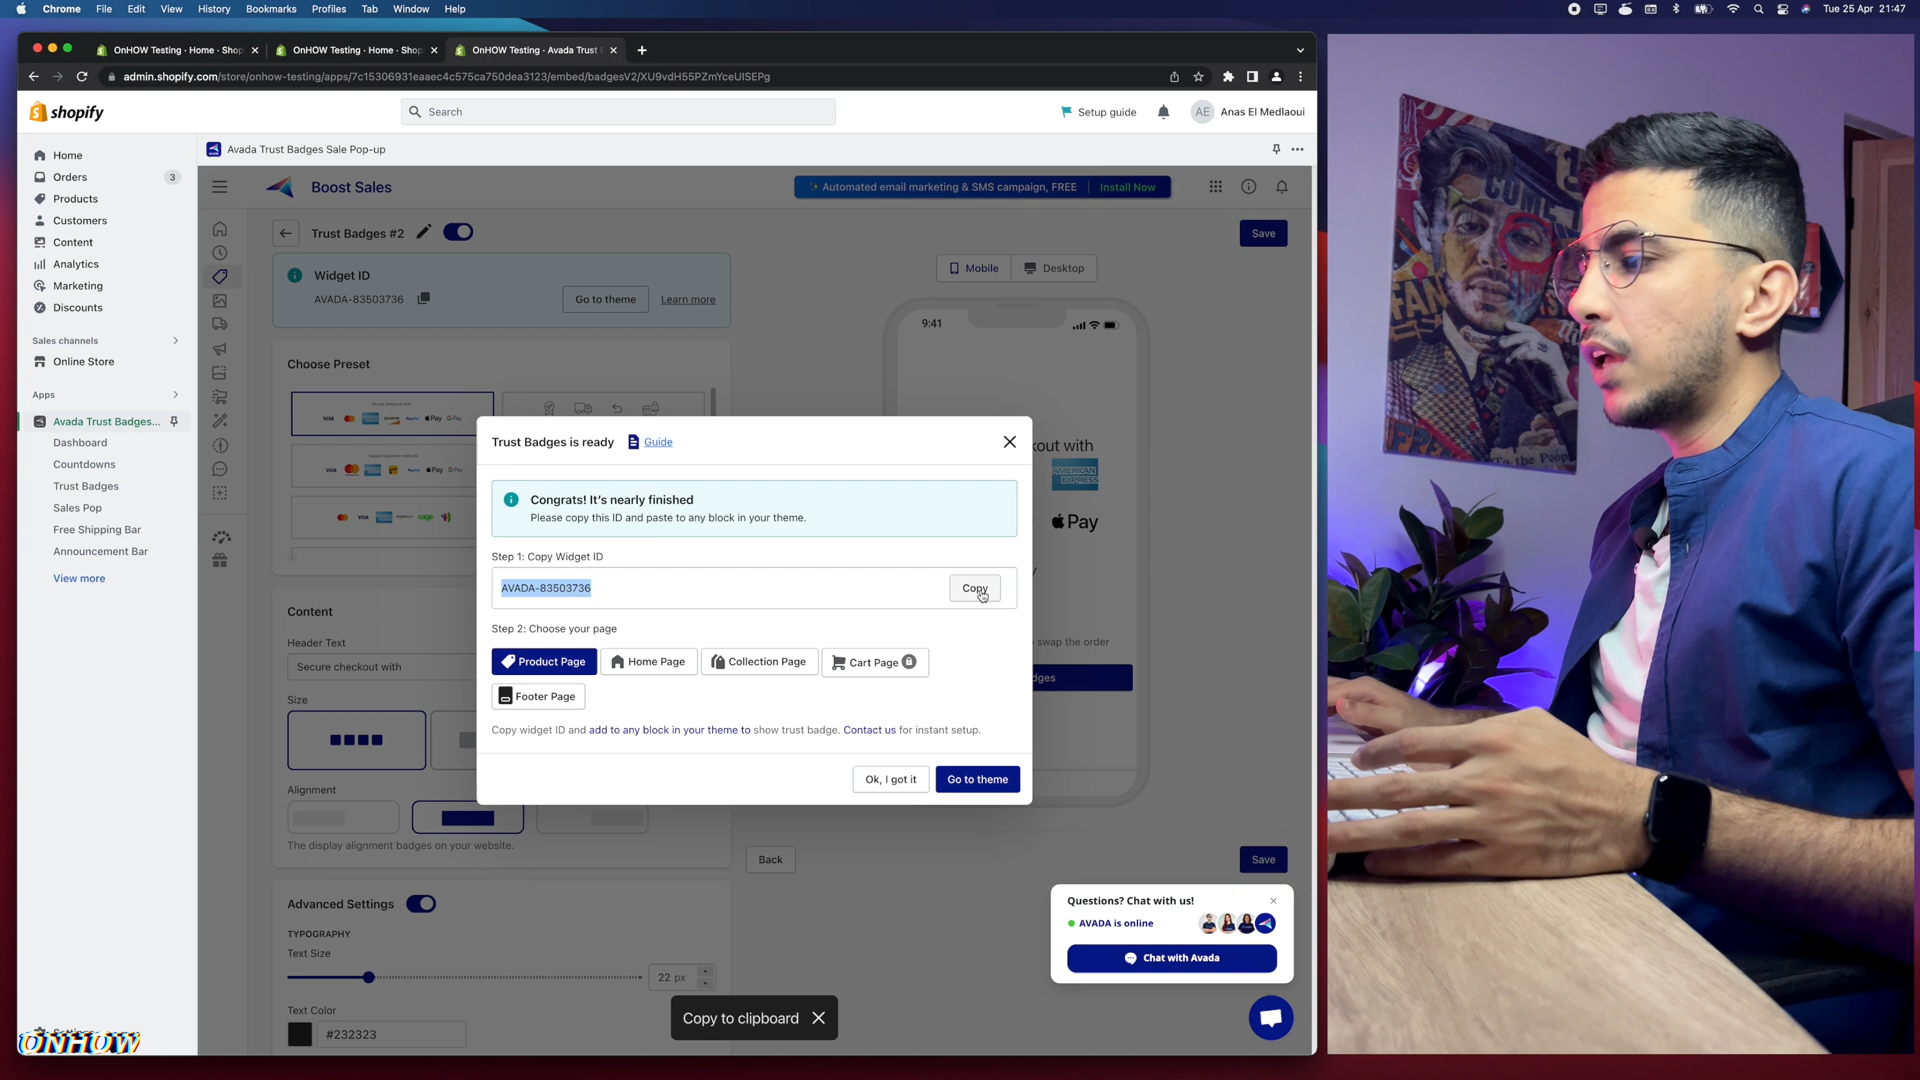 Chrome File Edit View History Bookmarks Profiles Tab Window Help
Tue 25 Apr 21:47
OnHOW Testing · Home · Shop
OnHOW Testing · Home · Shop
OnHOW Testing · Avada Trust
admin.shopify.com/store/onhow-testing/apps/7c15306931eaaec4c575ca750dea3123/embed/badgesV2/XU9vdH55PZmYceUlSEPg
shopify
Search
Setup guide
AE Anas El Medlaoui
Home
Orders 3
Products
Customers
Content
Analytics
Marketing
Discounts
Sales channels
Online Store
Apps
Avada Trust Badges...
Dashboard
Countdowns
Trust Badges
Sales Pop
Free Shipping Bar
Announcement Bar
View more
ONHOW
Avada Trust Badges Sale Pop-up
Boost Sales
Automated email marketing & SMS campaign, FREE Install Now
Trust Badges #2
Save
Widget ID
AVADA-83503736
Go to theme Learn more
Mobile Desktop
9:41
Choose Preset
Trust Badges is ready Guide
Congrats! It's nearly finished
Please copy this ID and paste to any block in your theme.
Step 1: Copy Widget ID
AVADA-83503736
Copy
Step 2: Choose your page
Product Page Home Page Collection Page Cart Page
Footer Page
Copy widget ID and add to any block in your theme to show trust badge. Contact us for instant setup.
Ok, I got it Go to theme
out with
AMERICAN EXPRESS
Pay
swap the order
dges
Content
Header Text
Secure checkout with
Size
Alignment
The display alignment badges on your website.
Back Save
Advanced Settings
TYPOGRAPHY
Text Size
22 px
Text Color
#232323
Copy to clipboard
Questions? Chat with us!
AVADA is online
Chat with Avada